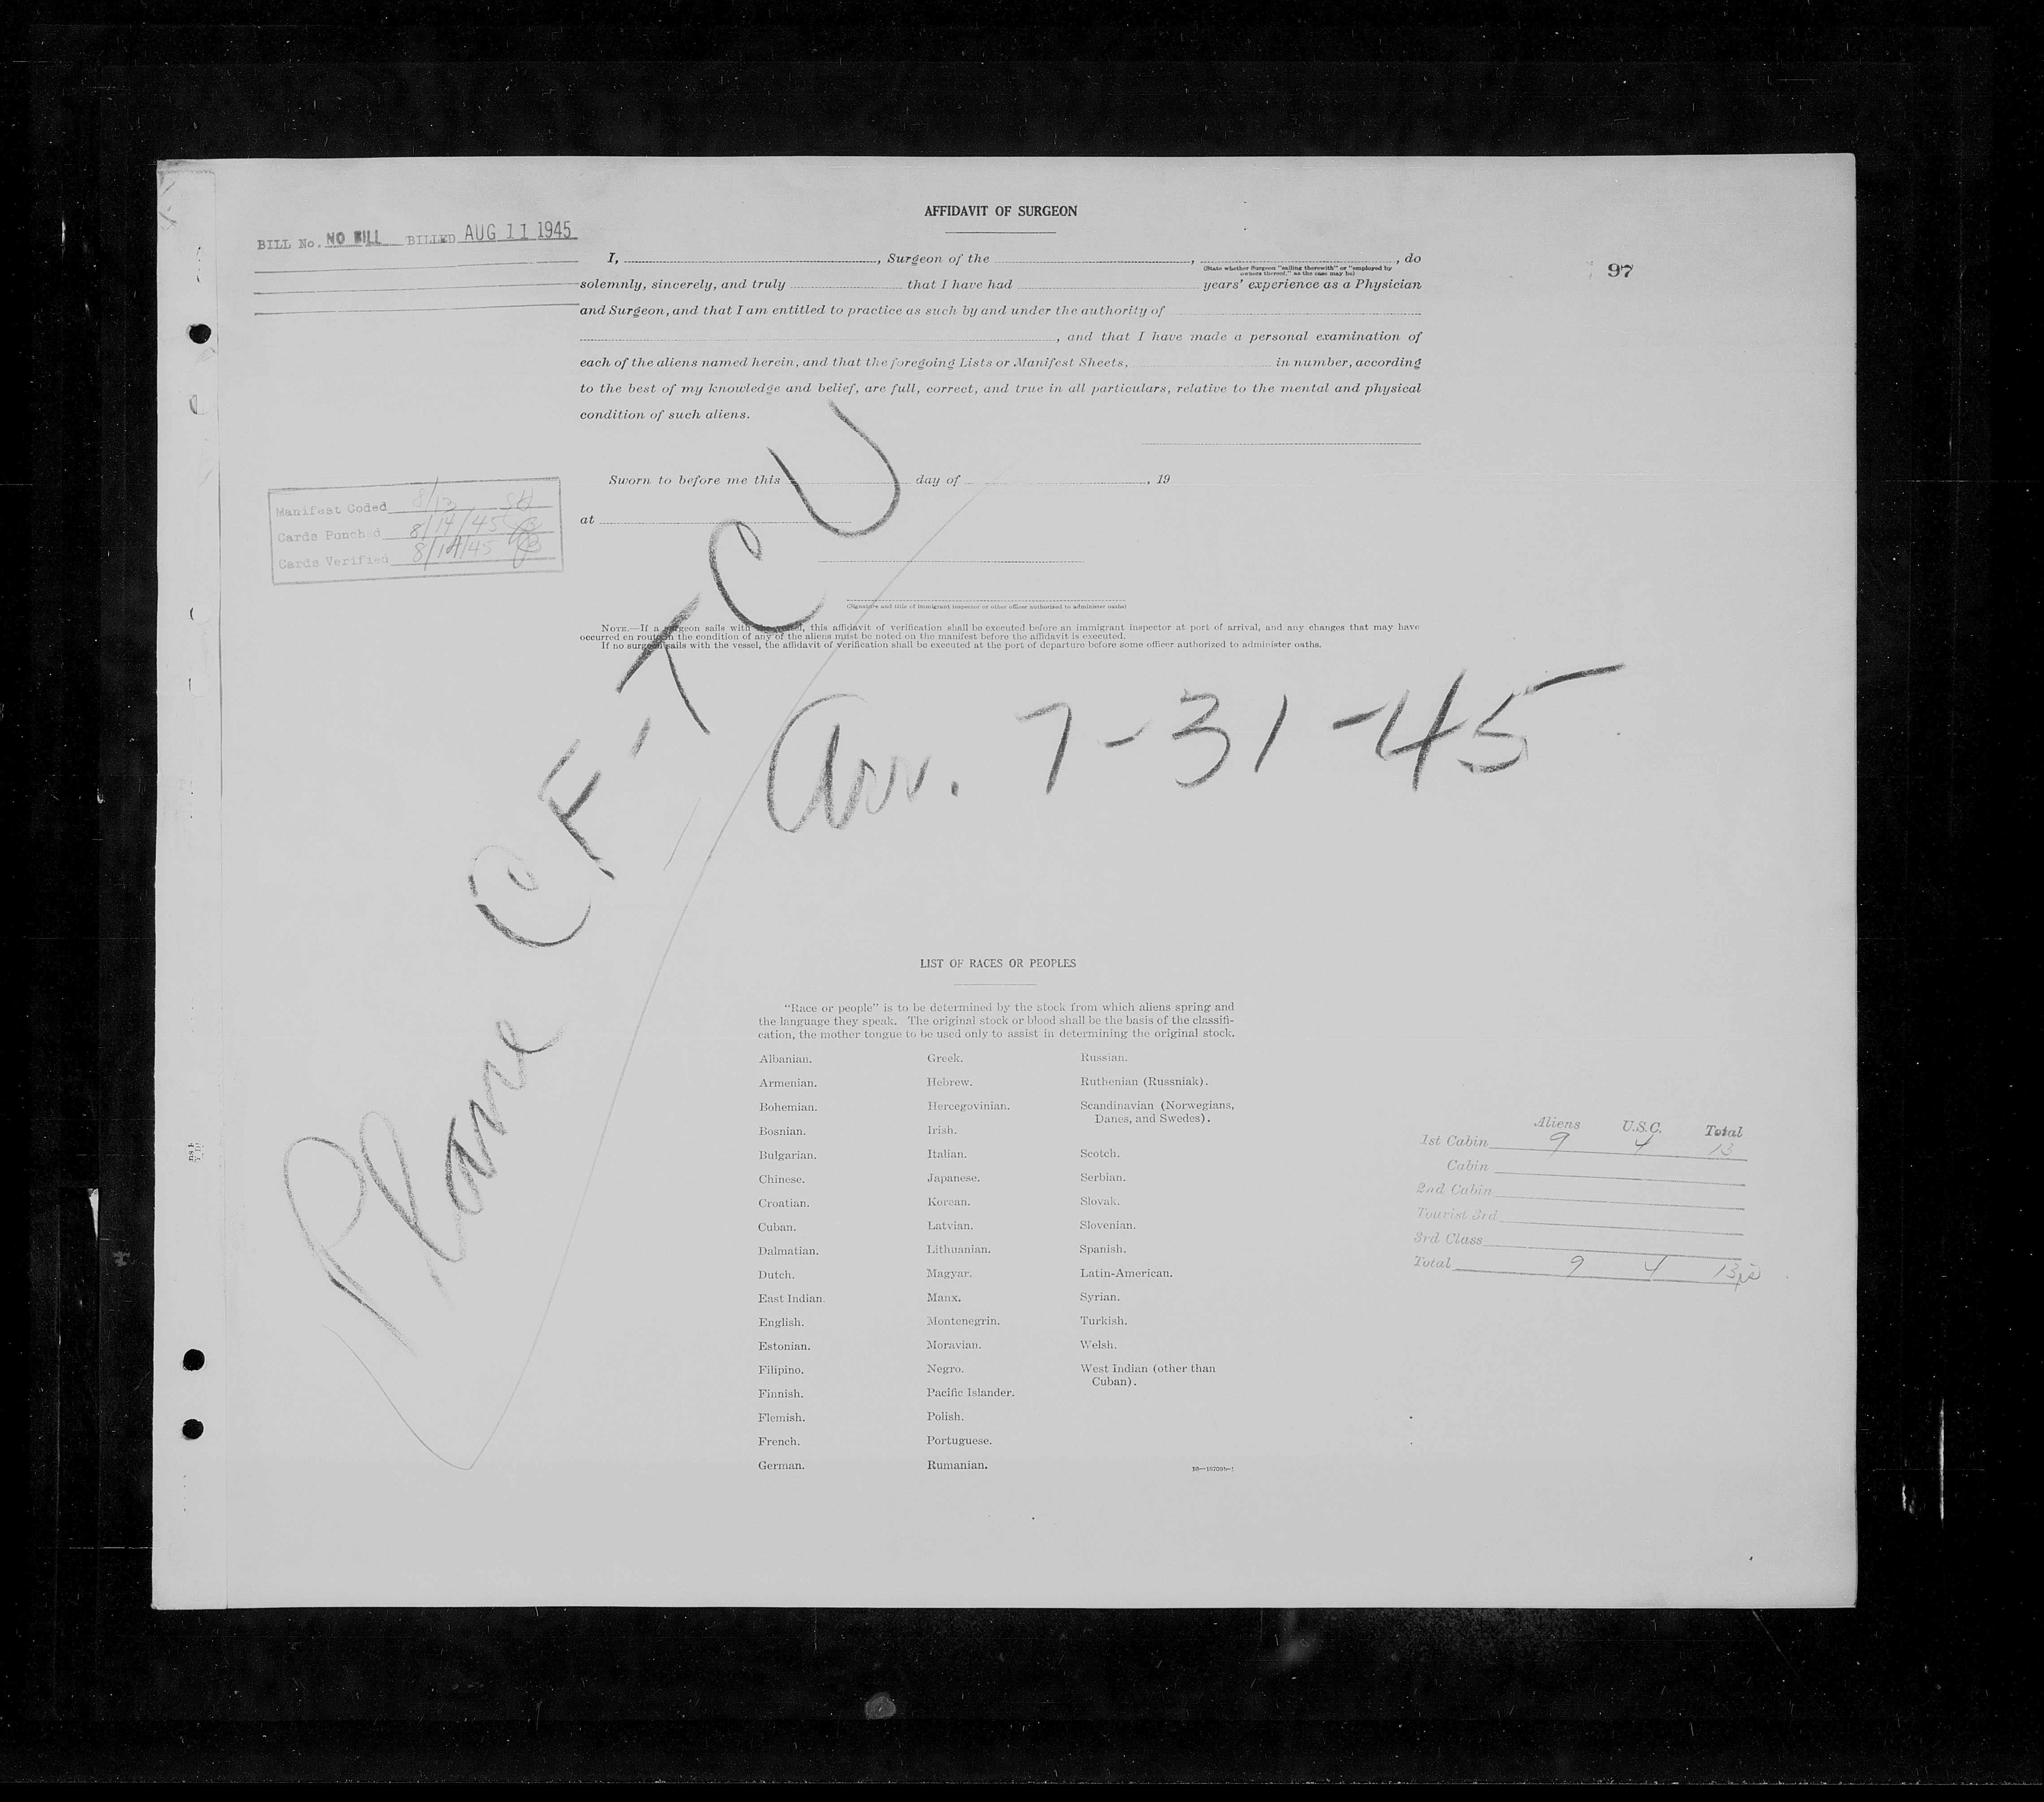 AFFIDAVIT OF SURGEON
BILL No. NO BILL BILLED AUG 11 1945
97
I, , Surgeon of the , , do
(State whether Surgeon "sailing therewith" or "employed by
owners thereof," as the case may be)
solemnly, sincerely, and truly that I have had years' experience as a Physician
and Surgeon, and that I am entitled to practice as such by and under the authority of
, and that I have made a personal examination of
each of the aliens named herein, and that the foregoing Lists or Manifest Sheets, in number, according
to the best of my knowledge and belief, are full, correct, and true in all particulars, relative to the mental and physical
condition of such aliens.
Sworn to before me this day of , 19
at
Manifest Coded 8/13
Cards Punched 8/14/45
Cards Verified 8/14/45
(Signature and title of immigrant inspector or other officer authorized to administer oaths)
NOTE.—If a surgeon sails with the vessel, this affidavit of verification shall be executed before an immigrant inspector at port of arrival, and any changes that may have
occurred en route in the condition of any of the aliens must be noted on the manifest before the affidavit is executed.
If no surgeon sails with the vessel, the affidavit of verification shall be executed at the port of departure before some officer authorized to administer oaths.
Plane CF-TCU
Arr. 7-31-45
LIST OF RACES OR PEOPLES
"Race or people" is to be determined by the stock from which aliens spring and
the language they speak. The original stock or blood shall be the basis of the classifi-
cation, the mother tongue to be used only to assist in determining the original stock.
Albanian.
Armenian.
Bohemian.
Bosnian.
Bulgarian.
Chinese.
Croatian.
Cuban.
Dalmatian.
Dutch.
East Indian.
English.
Estonian.
Filipino.
Finnish.
Flemish.
French.
German.
Greek.
Hebrew.
Hercegovinian.
Irish.
Italian.
Japanese.
Korean.
Latvian.
Lithuanian.
Magyar.
Manx.
Montenegrin.
Moravian.
Negro.
Pacific Islander.
Polish.
Portuguese.
Rumanian.
Russian.
Ruthenian (Russniak).
Scandinavian (Norwegians,
Danes, and Swedes).
Scotch.
Serbian.
Slovak.
Slovenian.
Spanish.
Latin-American.
Syrian.
Turkish.
Welsh.
West Indian (other than
Cuban).
Aliens U.S.C. Total
1st Cabin 9 4 13
Cabin
2nd Cabin
Tourist 3rd
3rd Class
Total 9 4 13